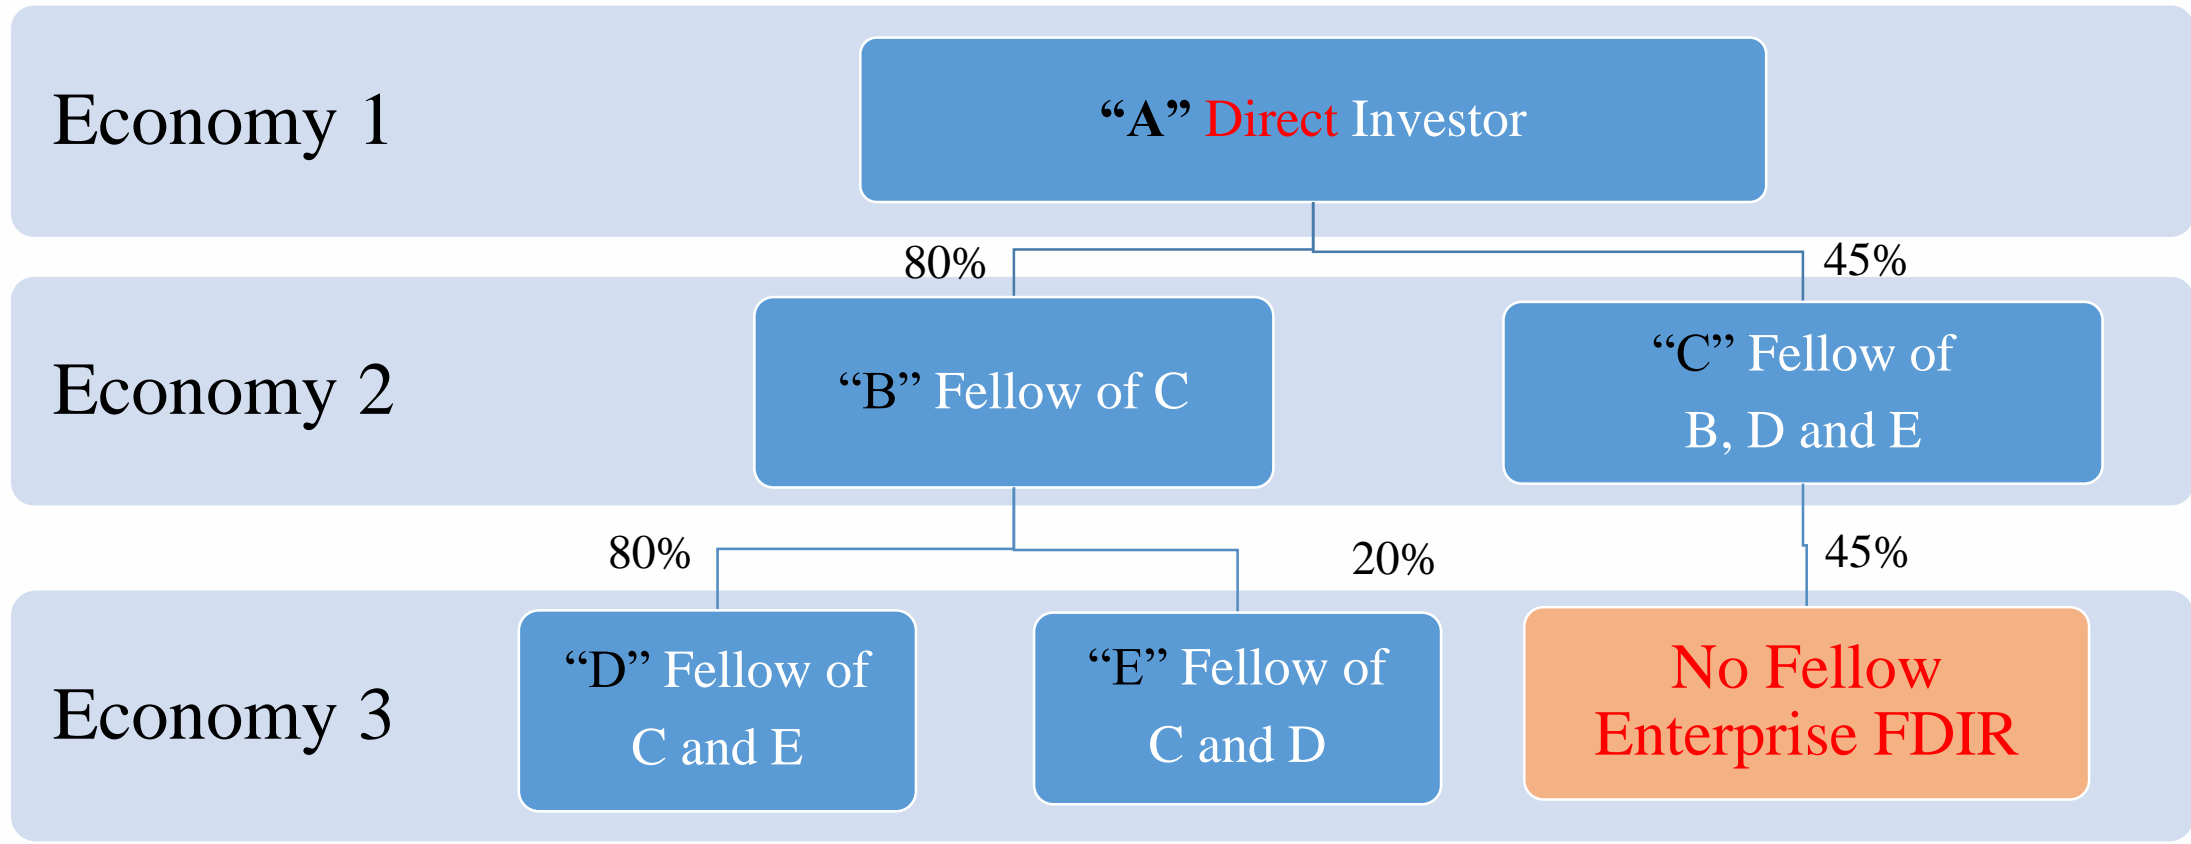 Economy 1
“A” Direct Investor
80%
45%
Economy 2
“B” Fellow of C
“C” Fellow of
B, D and E
80%
20%
45%
Economy 3
“D” Fellow of
C and E
“E” Fellow of
C and D
No Fellow
Enterprise FDIR